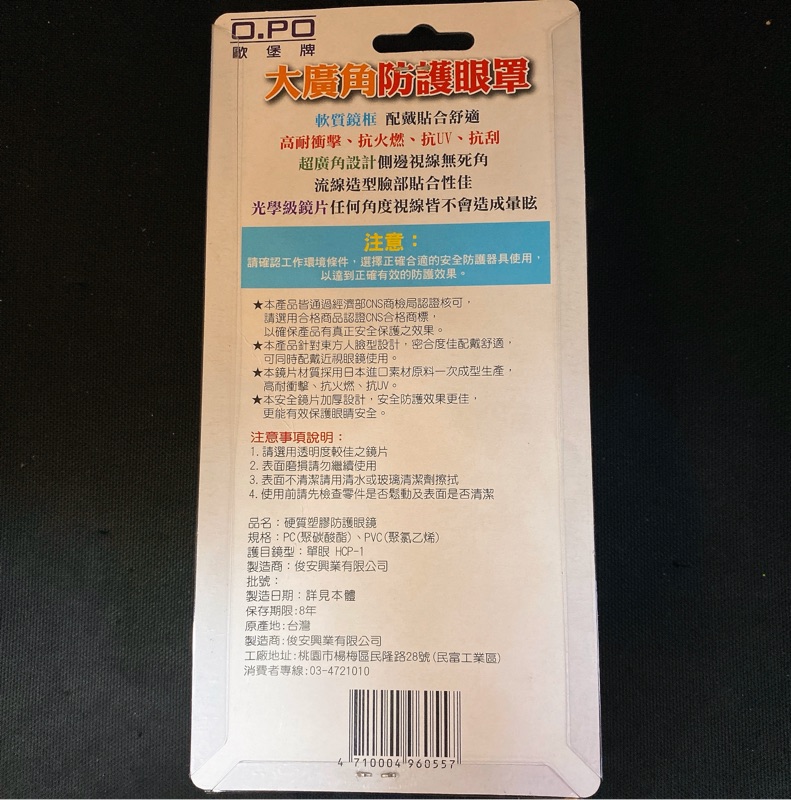 O.PO
歐堡牌
大廣角防護眼罩
軟質鏡框 配戴貼合舒適
高耐衝擊、抗火燃、抗UV、抗刮
超廣角設計側邊視線無死角
流線造型臉部貼合性佳
光學級鏡片任何角度視線皆不會造成暈眩
注意：
請確認工作環境條件，選擇正確合適的安全防護器具使用，
以達到正確有效的防護效果。
★本產品皆通過經濟部CNS商檢局認證核可，
請選用合格商品認證CNS合格商標，
以確保產品有真正安全保護之效果。
★本產品針對東方人臉型設計，密合度佳配戴舒適，
可同時配戴近視眼鏡使用。
★本鏡片材質採用日本進口素材原料一次成型生產，
高耐衝擊、抗火燃、抗UV。
★本安全鏡片加厚設計，安全防護效果更佳，
更能有效保護眼睛安全。
注意事項說明：
1.請選用透明度較佳之鏡片
2.表面磨損請勿繼續使用
3.表面不清潔請用清水或玻璃清潔劑擦拭
4.使用前請先檢查零件是否鬆動及表面是否清潔
品名：硬質塑膠防護眼鏡
規格：PC(聚碳酸酯)、PVC(聚氯乙烯)
護目鏡型：單眼 HCP-1
製造商：俊安興業有限公司
批號：
製造日期：詳見本體
保存期限:8年
原產地:台灣
製造商:俊安興業有限公司
工廠地址:桃園市楊梅區民隆路28號(民富工業區)
消費者專線:03-4721010
4 710004 960557